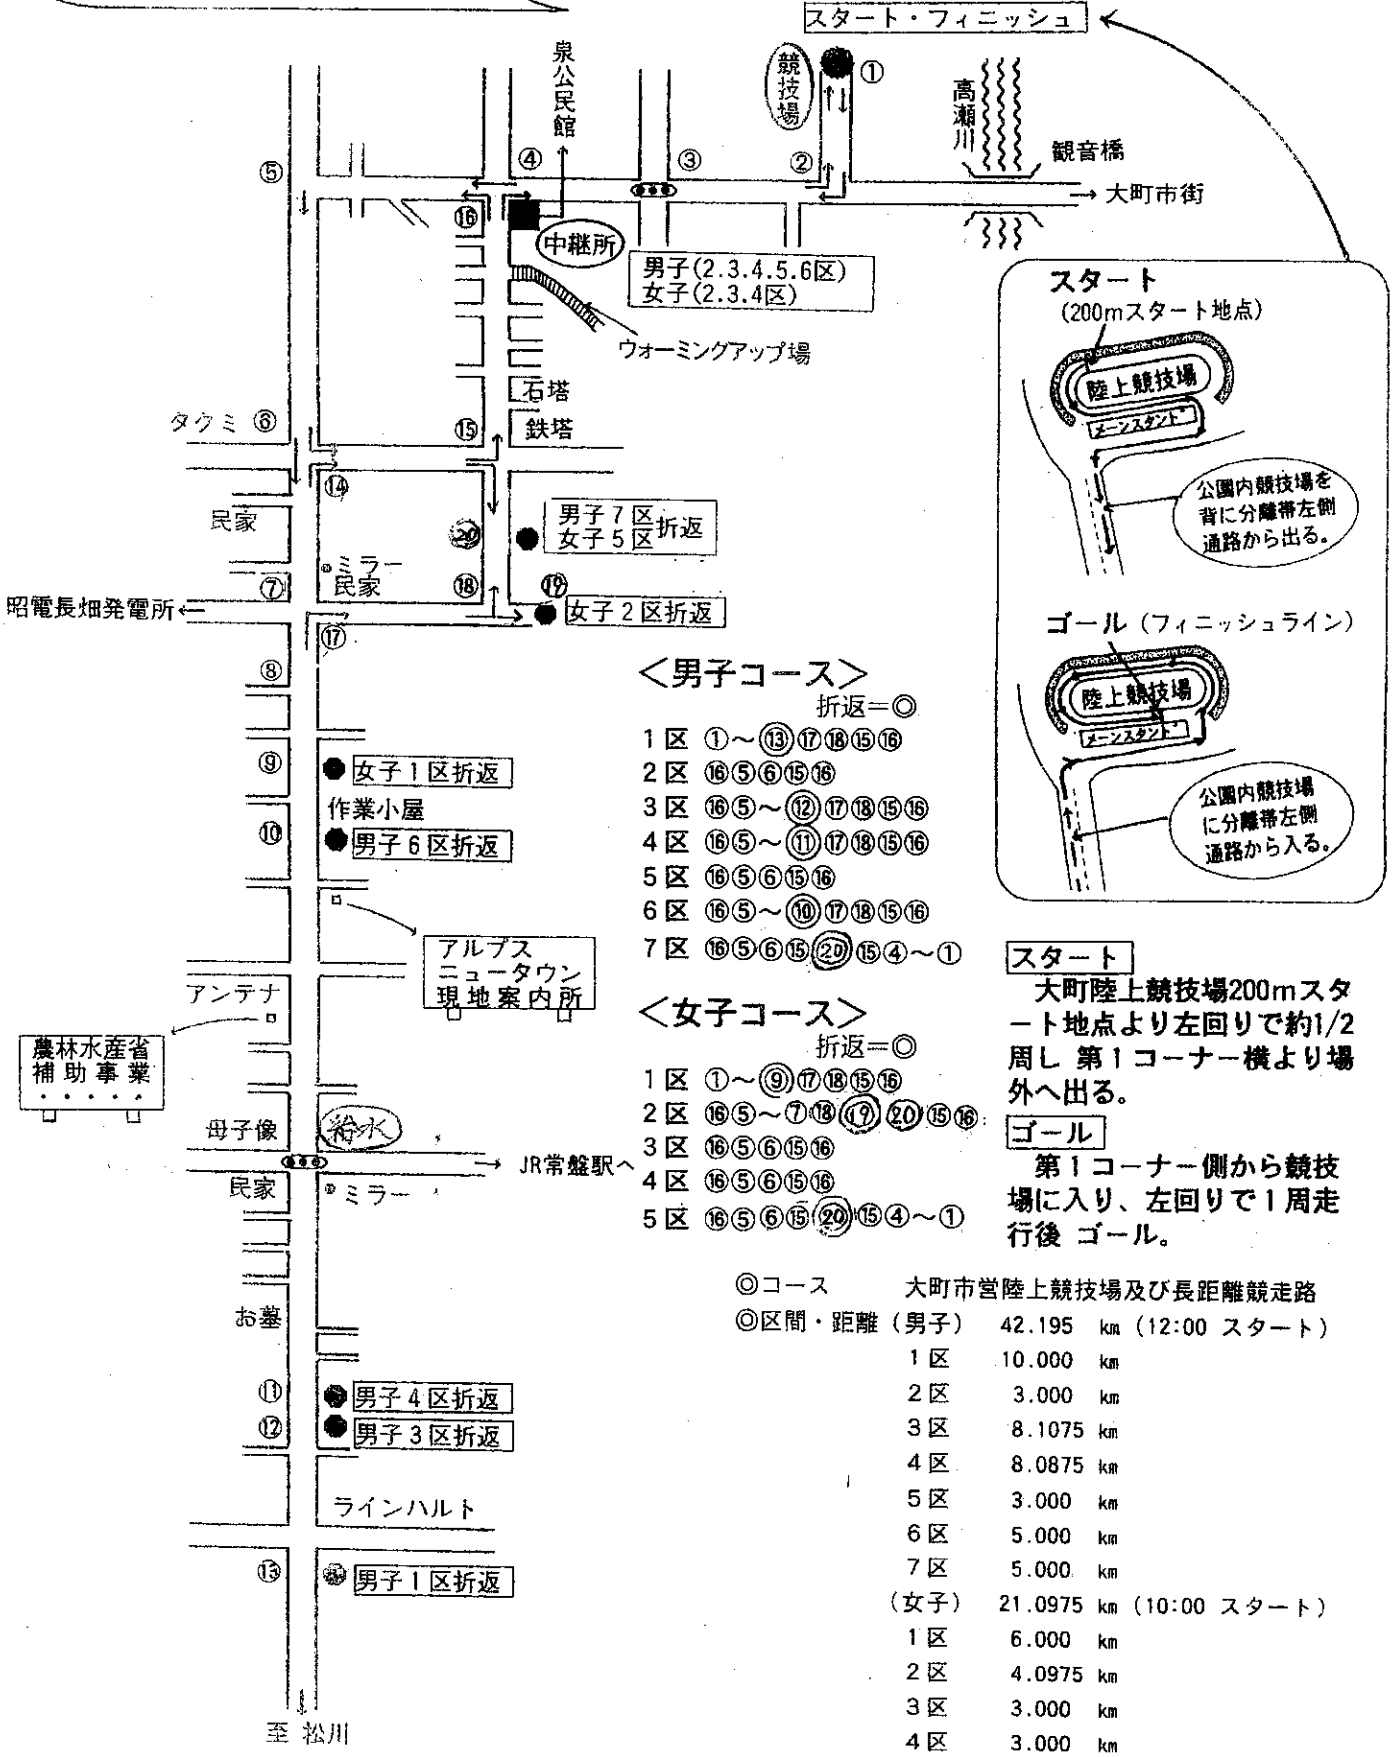 スタート・フィニッシュ
泉公民館
競技場
①
高瀬川
観音橋
→ 大町市街
②
③
④
⑤
⑯
中継所
男子(2.3.4.5.6区)
女子(2.3.4区)
ウォーミングアップ場
石塔
鉄塔
⑮
タクミ ⑥
⑭
民家
⑳
男子7区
女子5区
折返
ミラー
民家
⑦
⑱
⑲
昭電長畑発電所←
女子2区折返
⑰
⑧
⑨
女子1区折返
作業小屋
⑩
男子6区折返
アルプス
ニュータウン
現地案内所
アンテナ
農林水産省
補助事業
・・・・・
母子像
給水
→ JR常盤駅へ
民家
ミラー
お墓
⑪
男子4区折返
⑫
男子3区折返
ラインハルト
⑬
男子1区折返
至 松川
スタート
(200mスタート地点)
陸上競技場
メーンスタンド
公園内競技場を
背に分離帯左側
通路から出る。
ゴール(フィニッシュライン)
陸上競技場
メーンスタンド
公園内競技場
に分離帯左側
通路から入る。
<男子コース>
折返=◎
1区 ①~⑬⑰⑱⑮⑯
2区 ⑯⑤⑥⑮⑯
3区 ⑯⑤~⑫⑰⑱⑮⑯
4区 ⑯⑤~⑪⑰⑱⑮⑯
5区 ⑯⑤⑥⑮⑯
6区 ⑯⑤~⑩⑰⑱⑮⑯
7区 ⑯⑤⑥⑮⑳⑮④~①
<女子コース>
折返=◎
1区 ①~⑨⑰⑱⑮⑯
2区 ⑯⑤~⑦⑱⑲⑳⑮⑯
3区 ⑯⑤⑥⑮⑯
4区 ⑯⑤⑥⑮⑯
5区 ⑯⑤⑥⑮⑳⑮④~①
スタート
大町陸上競技場200mスタ
ート地点より左回りで約1/2
周し 第1コーナー横より場
外へ出る。
ゴール
第1コーナー側から競技
場に入り、左回りで1周走
行後 ゴール。
◎コース 大町市営陸上競技場及び長距離競走路
◎区間・距離(男子) 42.195 km (12:00 スタート)
1区 10.000 km
2区 3.000 km
3区 8.1075 km
4区 8.0875 km
5区 3.000 km
6区 5.000 km
7区 5.000 km
(女子) 21.0975 km (10:00 スタート)
1区 6.000 km
2区 4.0975 km
3区 3.000 km
4区 3.000 km